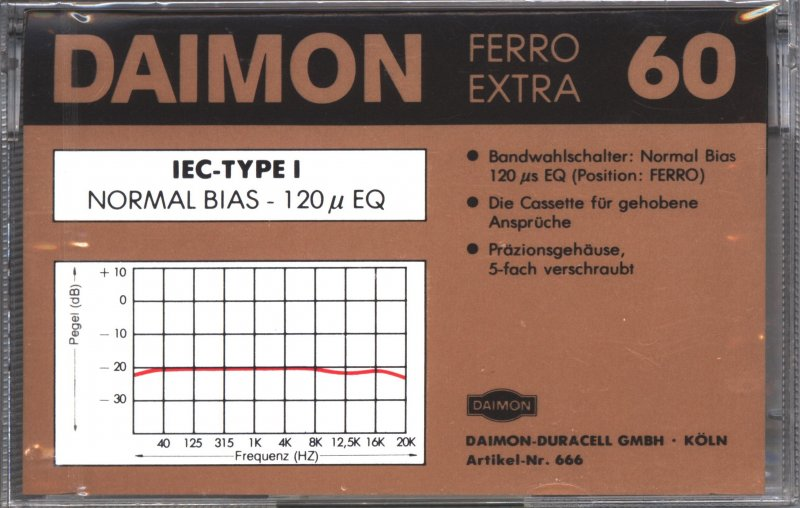 DAIMON
FERRO
EXTRA
60
IEC-TYPE I
NORMAL BIAS - 120 μ EQ
• Bandwahlschalter: Normal Bias
120 μs EQ (Position: FERRO)
• Die Cassette für gehobene
Ansprüche
• Präzionsgehäuse,
5-fach verschraubt
Pegel (dB)
+ 10
0
- 10
- 20
- 30
40 125 315 1K 4K 8K 12,5K 16K 20K
Frequenz (HZ)
DAIMON
DAIMON-DURACELL GMBH · KÖLN
Artikel-Nr. 666